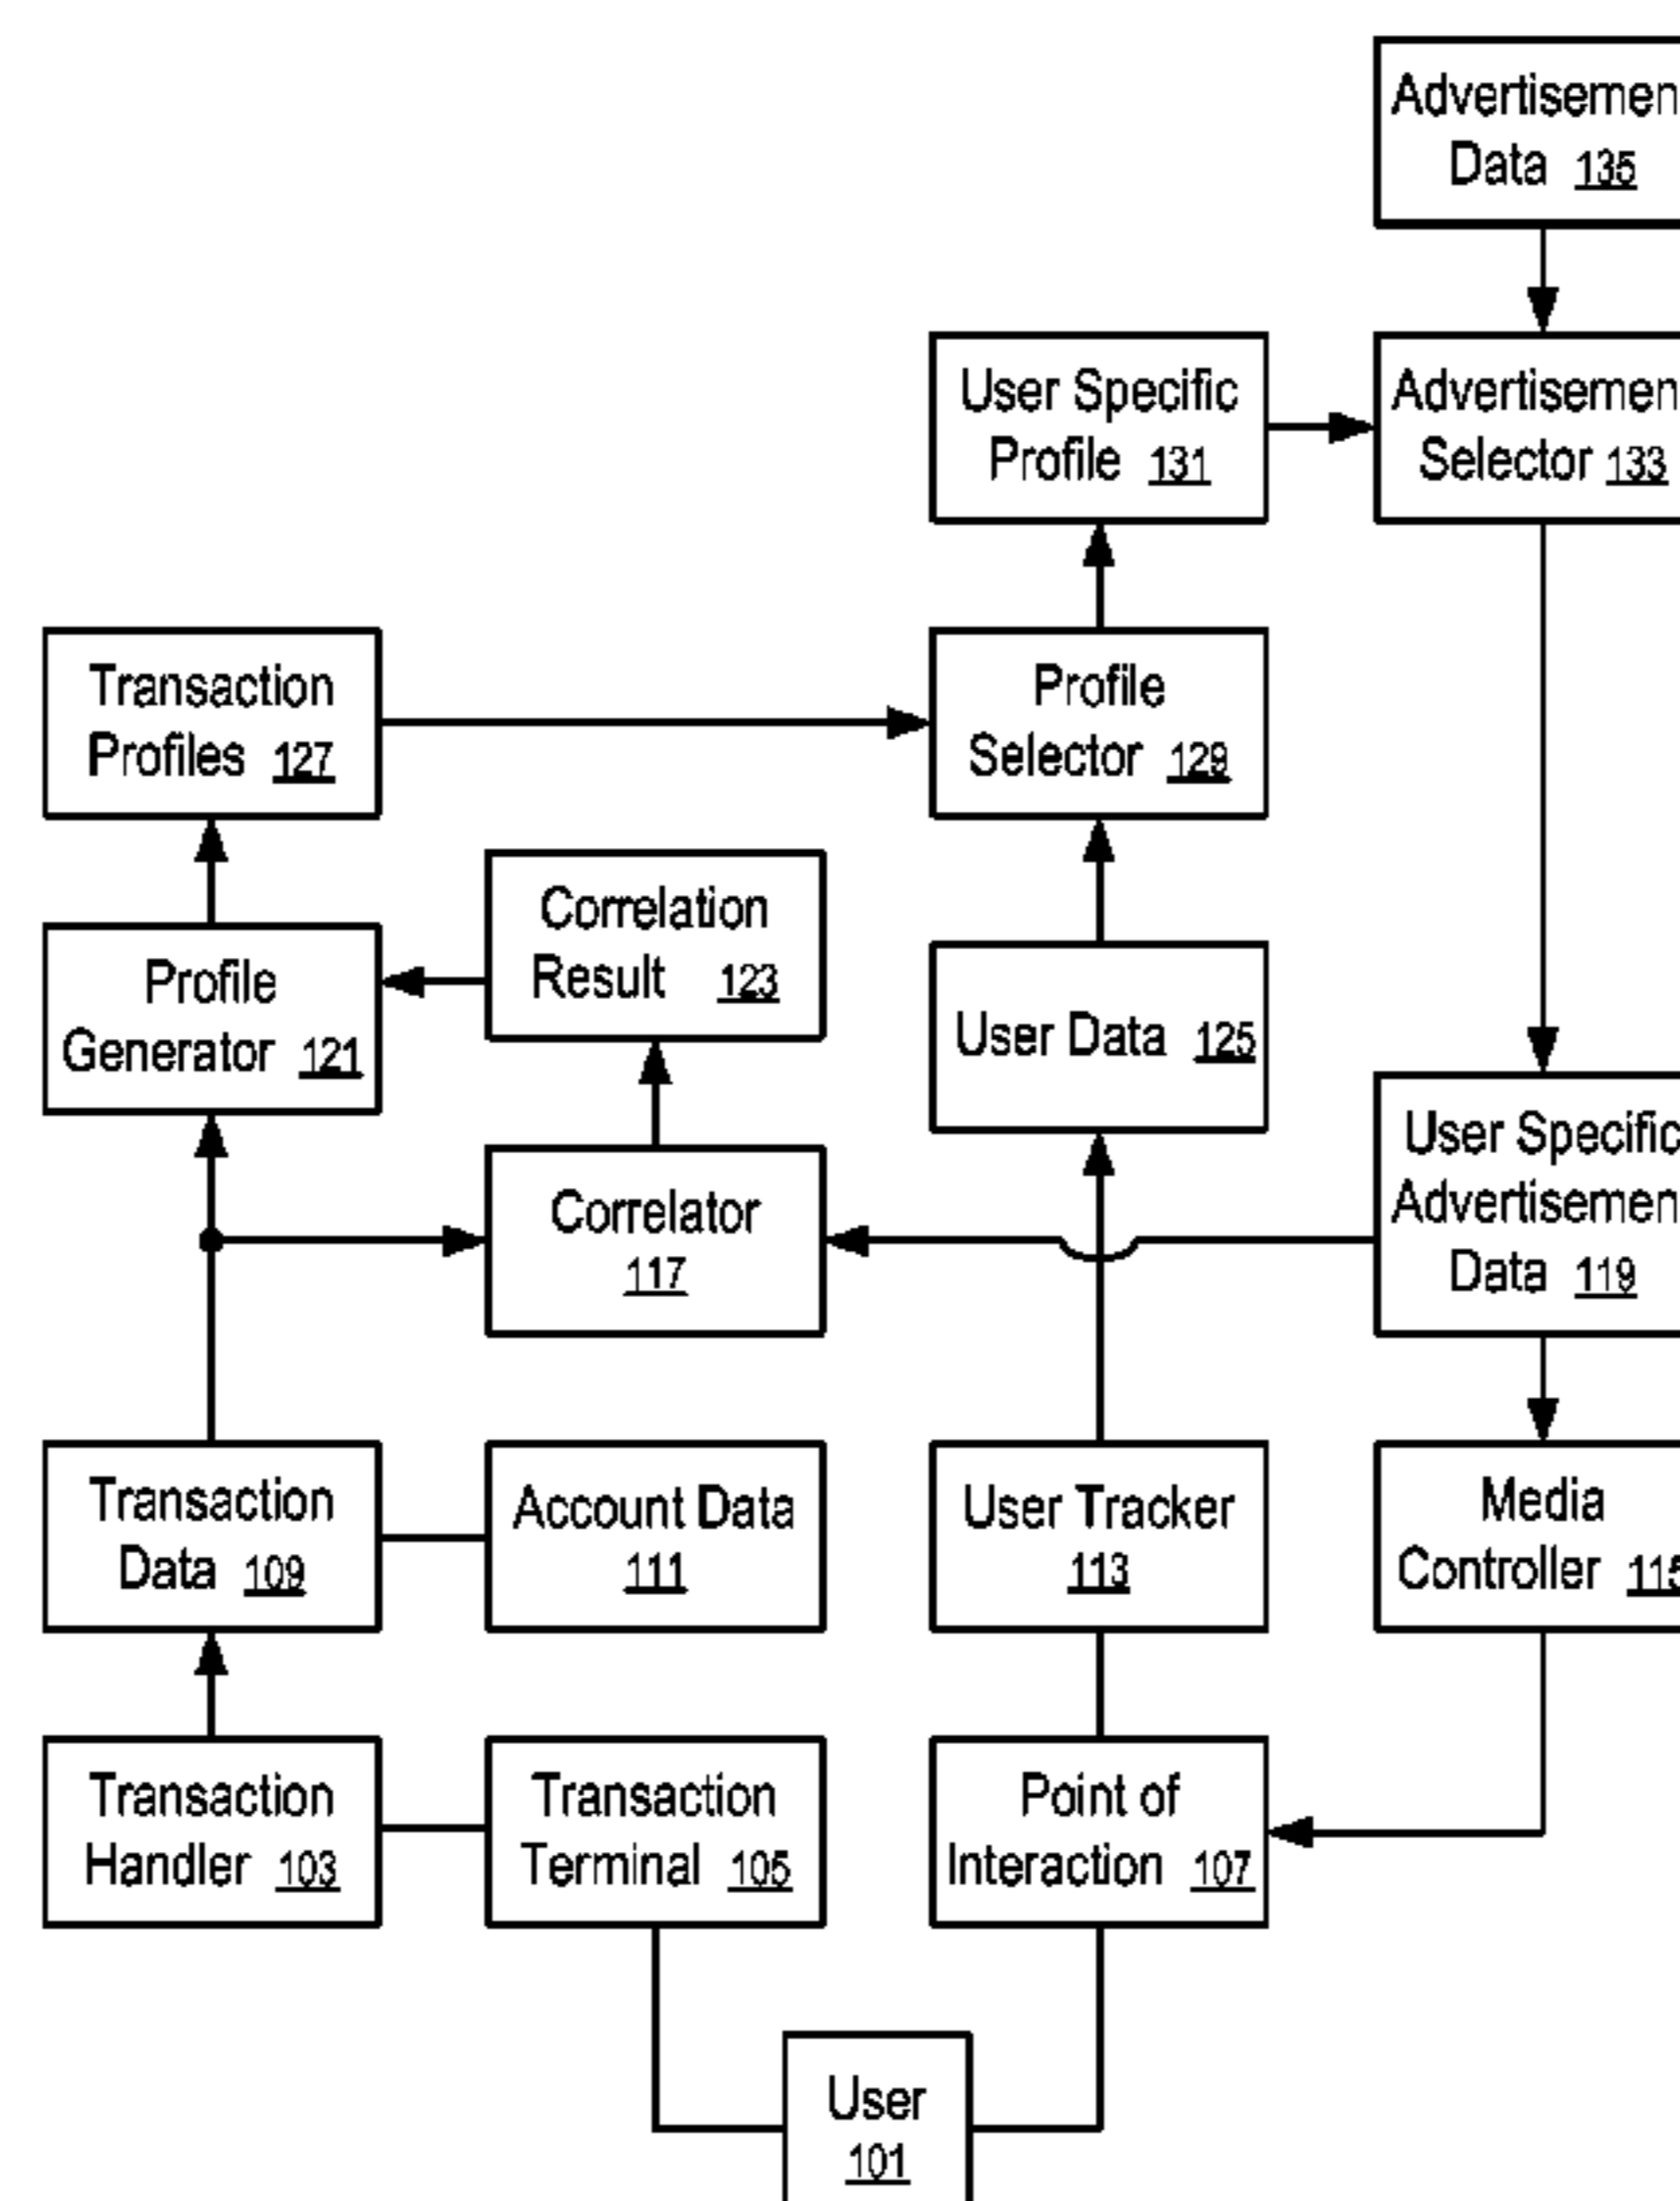 Advertisemen
Data 135
User Specific
Profile 131
Advertisemen
Selector 133
Transaction
Profiles 127
Profile
Selector 129
Correlation
Result 123
Profile
Generator 121
User Data 125
User Specific
Advertisemen
Data 119
Correlator
117
Transaction
Data 109
Account Data
111
User Tracker
113
Media
Controller 115
Transaction
Handler 103
Transaction
Terminal 105
Point of
Interaction 107
User
101